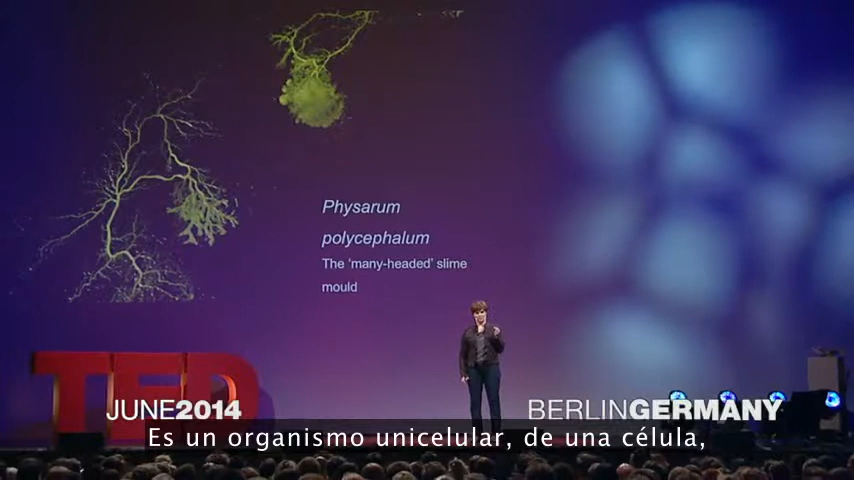 Physarum
polycephalum
The 'many-headed' slime
mould
TED
JUNE2014
BERLINGERMANY
Es un organismo unicelular, de una célula,